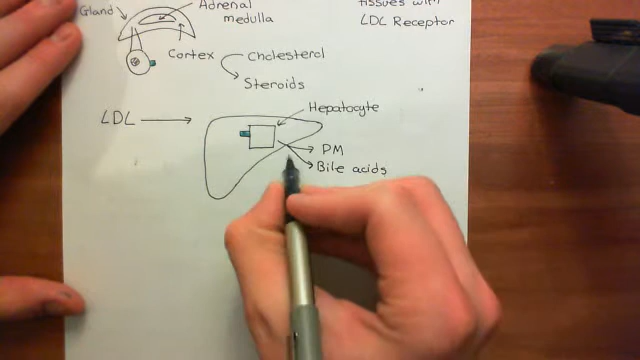 Gland
Adrenal
medulla
tissues with
LDL Receptor
Cortex
Cholesterol
Steroids
LDL
Hepatocyte
PM
Bile acids